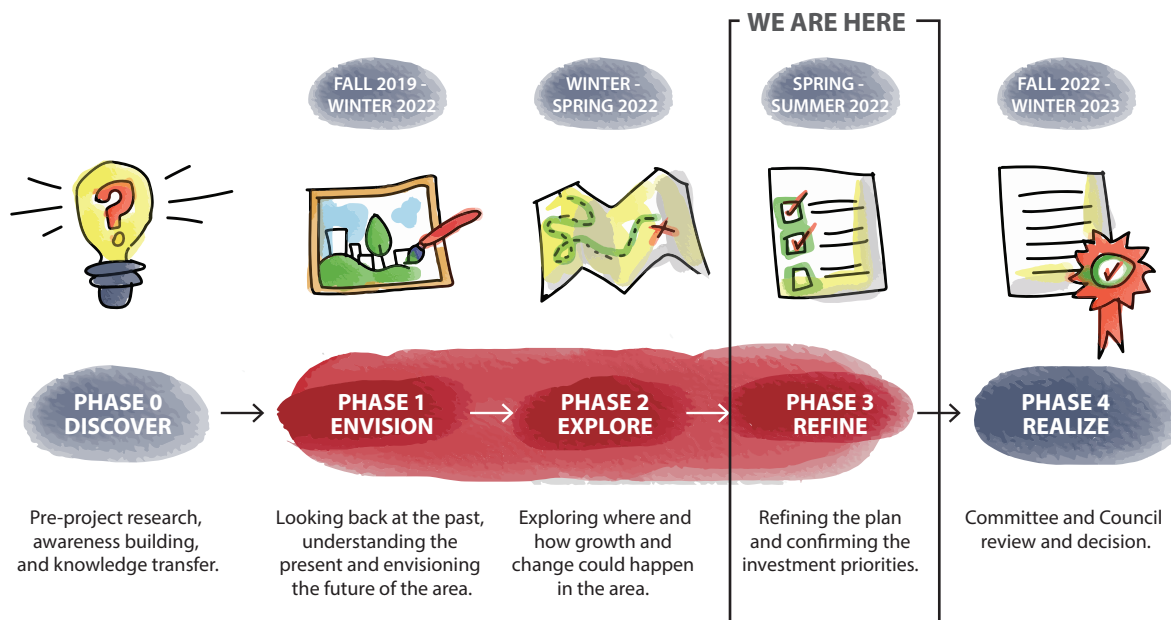 WE ARE HERE
FALL 2019 -
WINTER 2022
WINTER -
SPRING 2022
SPRING -
SUMMER 2022
FALL 2022 -
WINTER 2023
?
PHASE 0
DISCOVER
PHASE 1
ENVISION
PHASE 2
EXPLORE
PHASE 3
REFINE
PHASE 4
REALIZE
Pre-project research,
awareness building,
and knowledge transfer.
Looking back at the past,
understanding the
present and envisioning
the future of the area.
Exploring where and
how growth and
change could happen
in the area.
Refining the plan
and confirming the
investment priorities.
Committee and Council
review and decision.